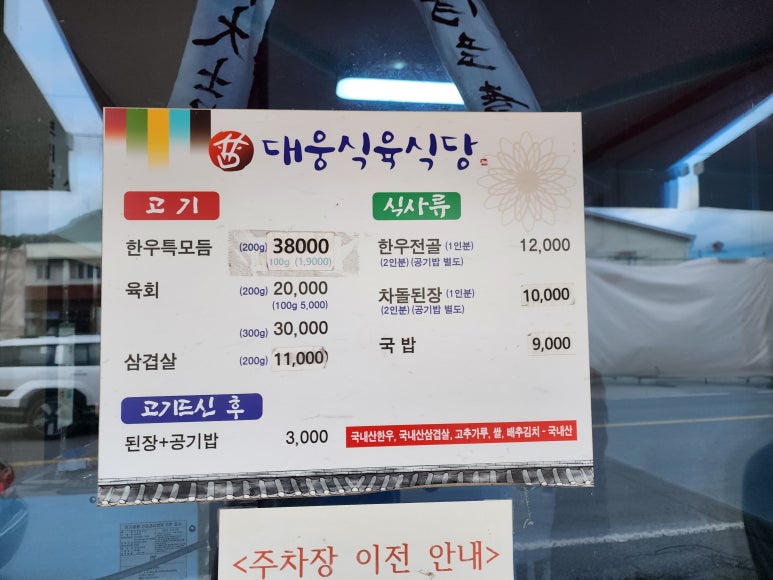 대웅식육식당
고기
한우특모듬 (200g) 38000
100g (1,9000)
육회 (200g) 20,000
(100g 5,000)
(300g) 30,000
삼겹살 (200g) 11,000
고기드신 후
된장+공기밥 3,000
식사류
한우전골 (1인분) 12,000
(2인분)(공기밥 별도)
차돌된장 (1인분) 10,000
(2인분)(공기밥 별도)
국밥 9,000
국내산한우, 국내산삼겹살, 고추가루, 쌀, 배추김치 - 국내산
<주차장 이전 안내>